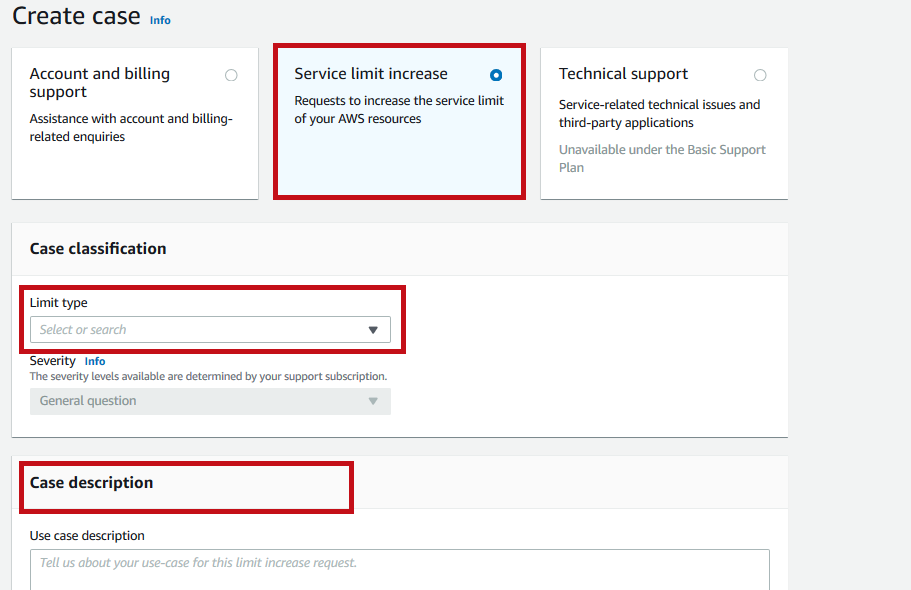 Create case Info
Account and billing
support
Assistance with account and billing-
related enquiries
Service limit increase
Requests to increase the service limit
of your AWS resources
Technical support
Service-related technical issues and
third-party applications
Unavailable under the Basic Support
Plan
Case classification
Limit type
Select or search
Severity Info
The severity levels available are determined by your support subscription.
General question
Case description
Use case description
Tell us about your use-case for this limit increase request.